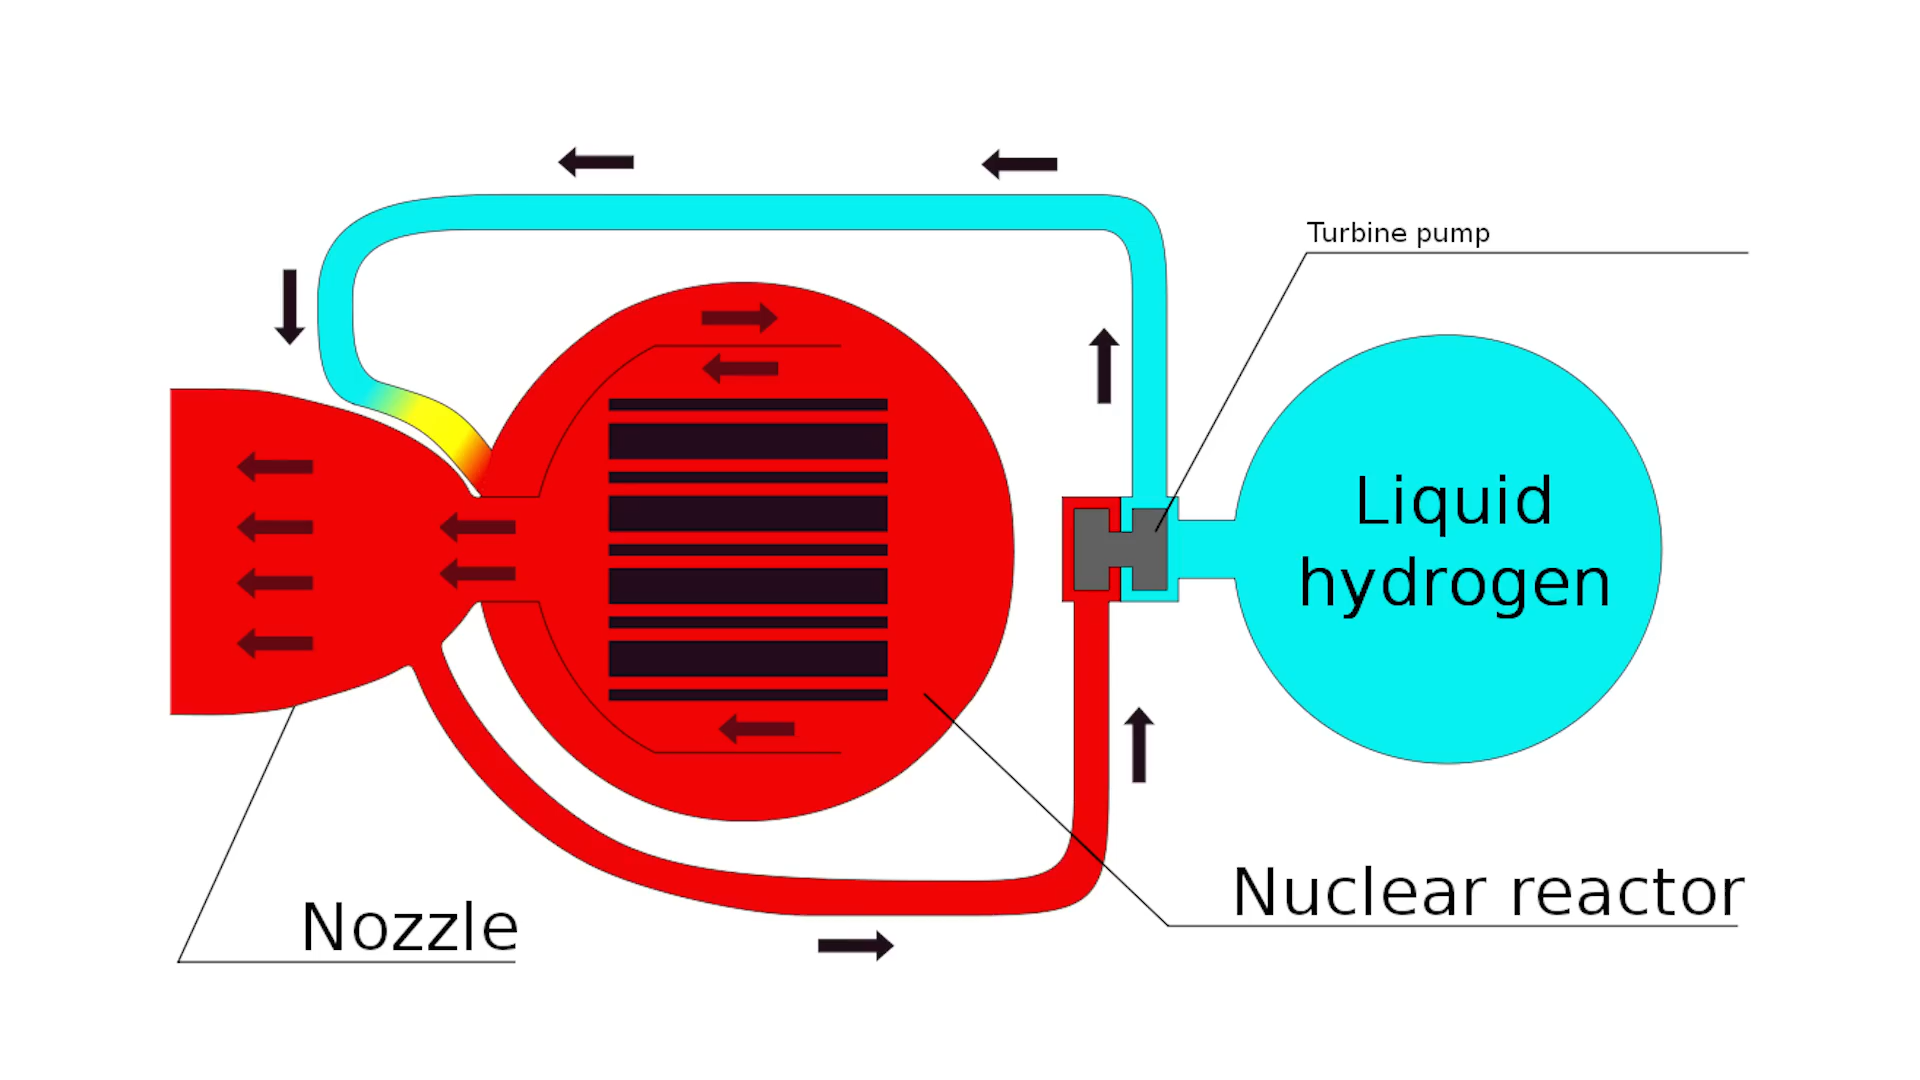 Turbine pump
Liquid
hydrogen
Nuclear reactor
Nozzle